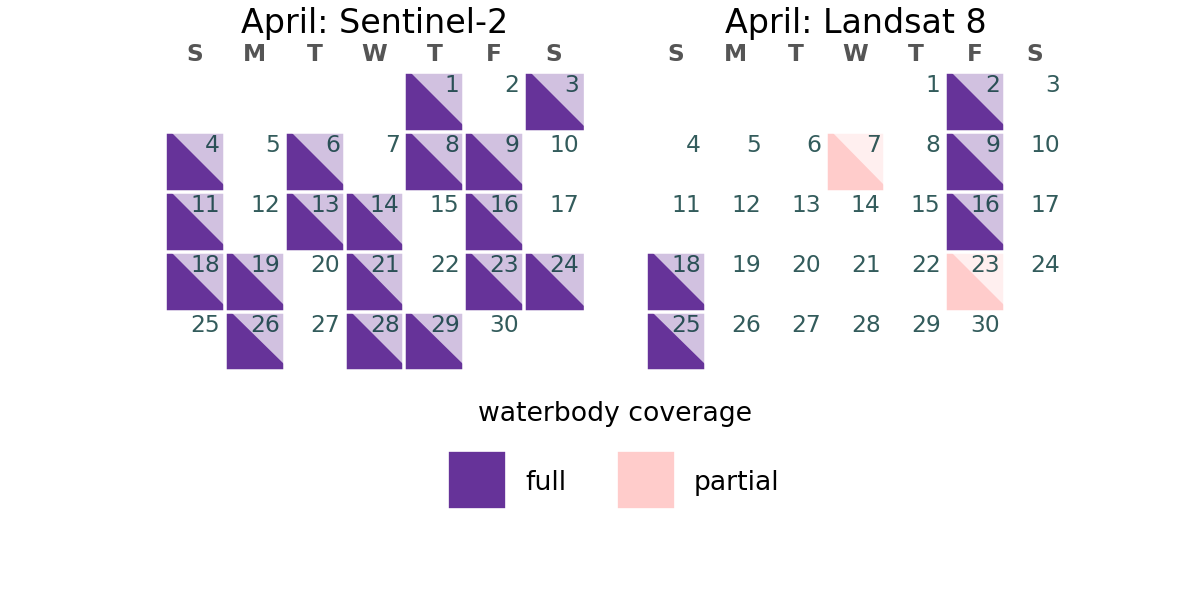 April: Sentinel-2
S M T W T F S
1 2 3
4 5 6 7 8 9 10
11 12 13 14 15 16 17
18 19 20 21 22 23 24
25 26 27 28 29 30
April: Landsat 8
S M T W T F S
1 2 3
4 5 6 7 8 9 10
11 12 13 14 15 16 17
18 19 20 21 22 23 24
25 26 27 28 29 30
waterbody coverage
full partial